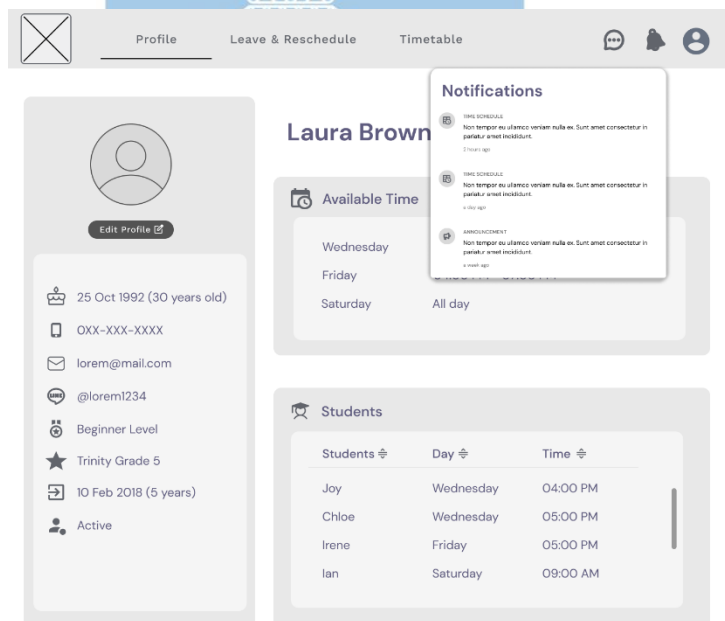 Profile
Leave & Reschedule
Timetable
Notifications
TIME SCHEDULE
Non tempor eu ullamco veniam nulla ex. Sunt amet consectetur in
pariatur amet incididunt.
2 hours ago
TIME SCHEDULE
Non tempor eu ullamco veniam nulla ex. Sunt amet consectetur in
pariatur amet incididunt.
a day ago
ANNOUNCEMENT
Non tempor eu ullamco veniam nulla ex. Sunt amet consectetur in
pariatur amet incididunt.
a week ago
Edit Profile
25 Oct 1992 (30 years old)
0XX-XXX-XXXX
lorem@mail.com
LINE
@lorem1234
Beginner Level
Trinity Grade 5
10 Feb 2018 (5 years)
Active
Laura Brown
Available Time
Wednesday
Friday
Saturday All day
Students
Students Day Time
Joy Wednesday 04:00 PM
Chloe Wednesday 05:00 PM
Irene Friday 05:00 PM
Ian Saturday 09:00 AM